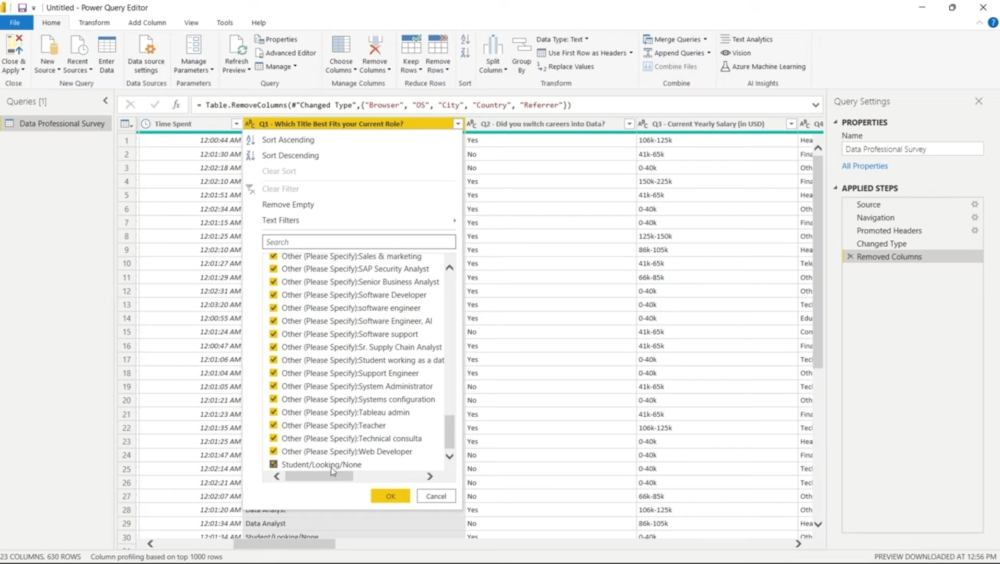 Untitled - Power Query Editor
File Home Transform Add Column View Tools Help
Close & Apply
New Source
Recent Sources
Enter Data
Data source settings
Manage Parameters
Refresh Preview
Properties
Advanced Editor
Manage
Choose Columns
Remove Columns
Keep Rows
Remove Rows
Split Column
Group By
Data Type: Text
Use First Row as Headers
Replace Values
Merge Queries
Append Queries
Combine Files
Text Analytics
Vision
Azure Machine Learning
Close New Query Data Sources Parameters Query Manage Columns Reduce Rows Sort Transform Combine AI Insights
Queries [1]
Data Professional Survey
fx = Table.RemoveColumns(#"Changed Type",{"Browser", "OS", "City", "Country", "Referrer"})
Time Spent ABC Q1 - Which Title Best Fits your Current Role? ABC Q2 - Did you switch careers into Data? ABC Q3 - Current Yearly Salary (in USD) ABC Q4
1 12:00:44 AM Yes 106k-125k Hea
2 12:01:30 AM No 41k-65k Fina
3 12:02:18 AM No 0-40k Oth
4 12:02:10 AM Yes 150k-225k Fina
5 12:01:51 AM Yes 41k-65k Hea
6 12:02:34 AM Yes 0-40k Oth
7 12:01:15 AM Yes 0-40k Fina
8 12:01:25 AM Yes 125k-150k Oth
9 12:02:10 AM Yes 86k-105k Hea
10 12:01:27 AM Yes 41k-65k Tele
11 12:01:29 AM Yes 66k-85k Oth
12 12:02:31 AM Yes 0-40k Oth
13 12:03:20 AM Yes 0-40k Tec
14 12:00:55 AM Yes 0-40k Edu
15 12:01:24 AM No 41k-65k Con
16 12:00:47 AM Yes 41k-65k Fina
17 12:01:06 AM Yes 0-40k Tec
18 12:01:04 AM Yes 0-40k Oth
19 12:01:05 AM No 41k-65k Tec
20 12:01:21 AM No 0-40k Oth
21 12:01:23 AM Yes 41k-65k Fina
22 12:01:35 AM Yes 106k-125k Tec
23 12:01:25 AM Yes 0-40k Hea
24 12:01:47 AM No 0-40k Fina
25 12:02:14 AM No 0-40k Tec
26 12:02:21 AM No 0-40k Tec
27 12:02:07 AM No 66k-85k Oth
28 12:01:20 AM Data Analyst Yes 106k-125k Oth
29 12:01:34 AM Data Analyst No 86k-105k Hea
30 12:01:34 AM Student/Looking/None Yes 0-40k Oth
Sort Ascending
Sort Descending
Clear Sort
Clear Filter
Remove Empty
Text Filters
Search
Other (Please Specify):Sales & marketing
Other (Please Specify):SAP Security Analyst
Other (Please Specify):Senior Business Analyst
Other (Please Specify):Software Developer
Other (Please Specify):software engineer
Other (Please Specify):Software Engineer, AI
Other (Please Specify):Software support
Other (Please Specify):Sr. Supply Chain Analyst
Other (Please Specify):Student working as a dat
Other (Please Specify):Support Engineer
Other (Please Specify):System Administrator
Other (Please Specify):Systems configuration
Other (Please Specify):Tableau admin
Other (Please Specify):Teacher
Other (Please Specify):Technical consulta
Other (Please Specify):Web Developer
Student/Looking/None
OK Cancel
Query Settings
PROPERTIES
Name
Data Professional Survey
All Properties
APPLIED STEPS
Source
Navigation
Promoted Headers
Changed Type
Removed Columns
23 COLUMNS, 630 ROWS Column profiling based on top 1000 rows PREVIEW DOWNLOADED AT 12:56 PM